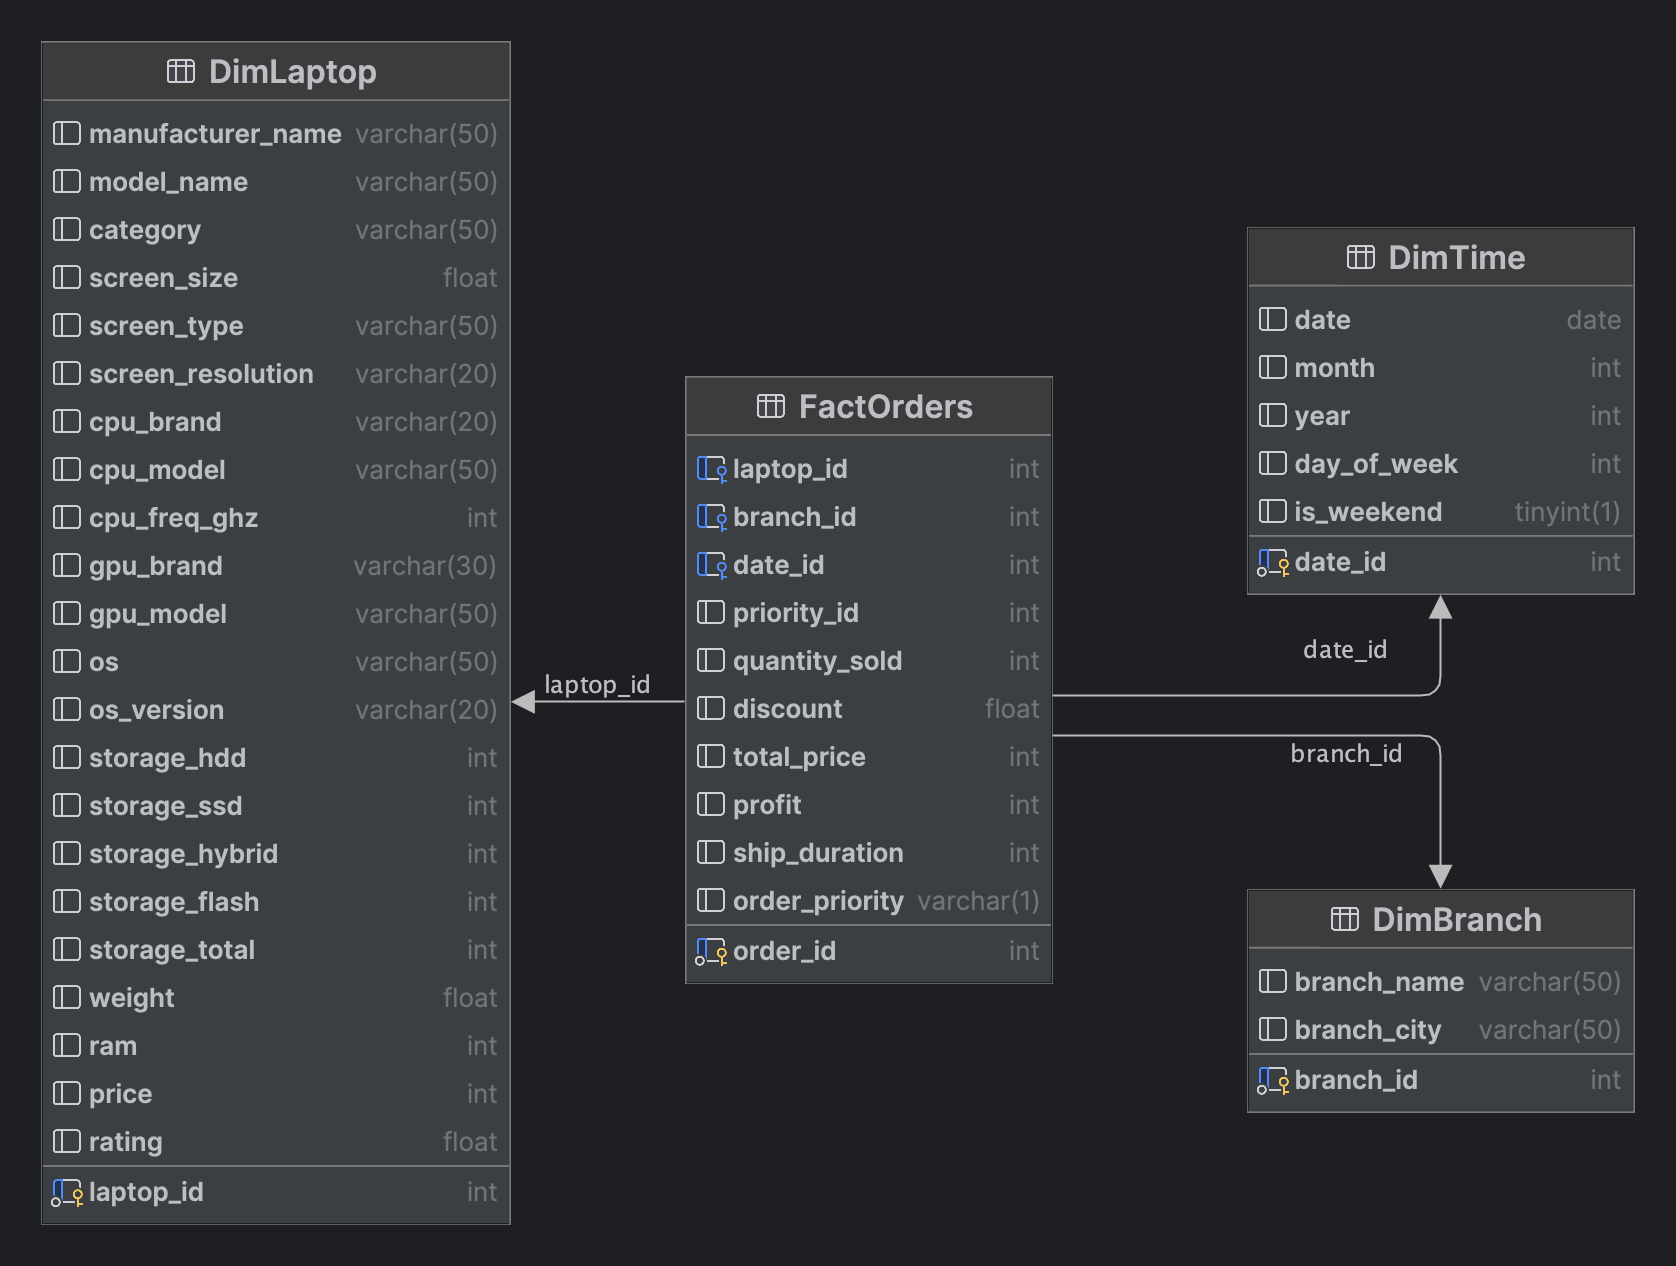 DimLaptop
manufacturer_name varchar(50)
model_name varchar(50)
category varchar(50)
screen_size float
screen_type varchar(50)
screen_resolution varchar(20)
cpu_brand varchar(20)
cpu_model varchar(50)
cpu_freq_ghz int
gpu_brand varchar(30)
gpu_model varchar(50)
os varchar(50)
os_version varchar(20)
storage_hdd int
storage_ssd int
storage_hybrid int
storage_flash int
storage_total int
weight float
ram int
price int
rating float
laptop_id int
laptop_id
FactOrders
laptop_id int
branch_id int
date_id int
priority_id int
quantity_sold int
discount float
total_price int
profit int
ship_duration int
order_priority varchar(1)
order_id int
DimTime
date date
month int
year int
day_of_week int
is_weekend tinyint(1)
date_id int
date_id
branch_id
DimBranch
branch_name varchar(50)
branch_city varchar(50)
branch_id int